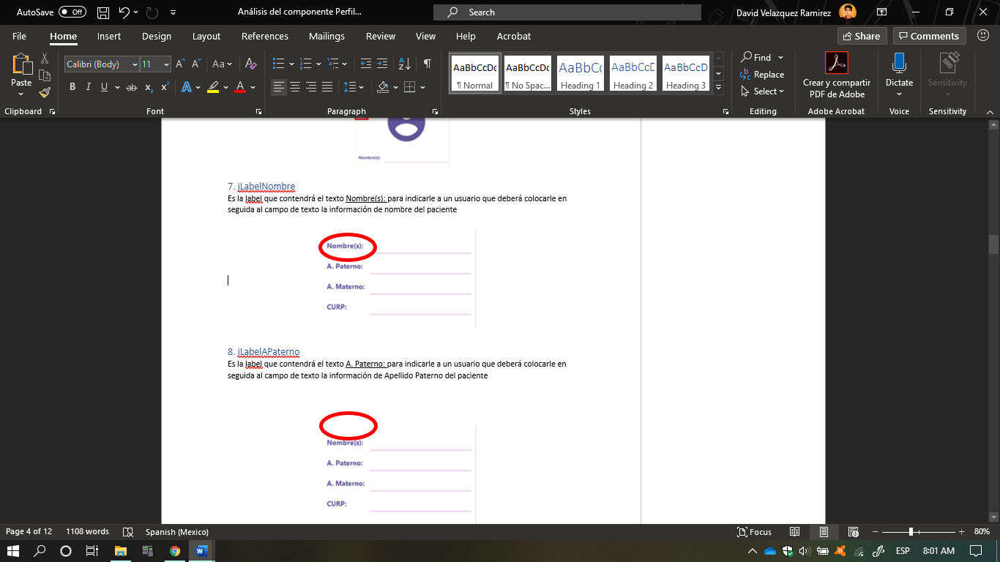 AutoSave Off Análisis del componente Perfil... Search David Velazquez Ramirez
File Home Insert Design Layout References Mailings Review View Help Acrobat Share Comments
Paste
Clipboard
Calibri (Body) 11
Font
Paragraph
AaBbCcDc AaBbCcDc AaBbCc AaBbCcD AaBbCcD
¶ Normal ¶ No Spac... Heading 1 Heading 2 Heading 3
Styles
Find
Replace
Select
Editing
Crear y compartir
PDF de Adobe
Adobe Acrobat
Dictate
Voice
Sensitivity
Sensitivity
Nombre(s):
7. jLabelNombre
Es la label que contendrá el texto Nombre(s): para indicarle a un usuario que deberá colocarle en
seguida al campo de texto la información de nombre del paciente
Nombre(s):
A. Paterno:
A. Materno:
CURP:
8. jLabelAPaterno
Es la label que contendrá el texto A. Paterno: para indicarle a un usuario que deberá colocarle en
seguida al campo de texto la información de Apellido Paterno del paciente
Nombre(s):
A. Paterno:
A. Materno:
CURP:
Page 4 of 12 1108 words Spanish (Mexico) Focus 80%
ESP 8:01 AM